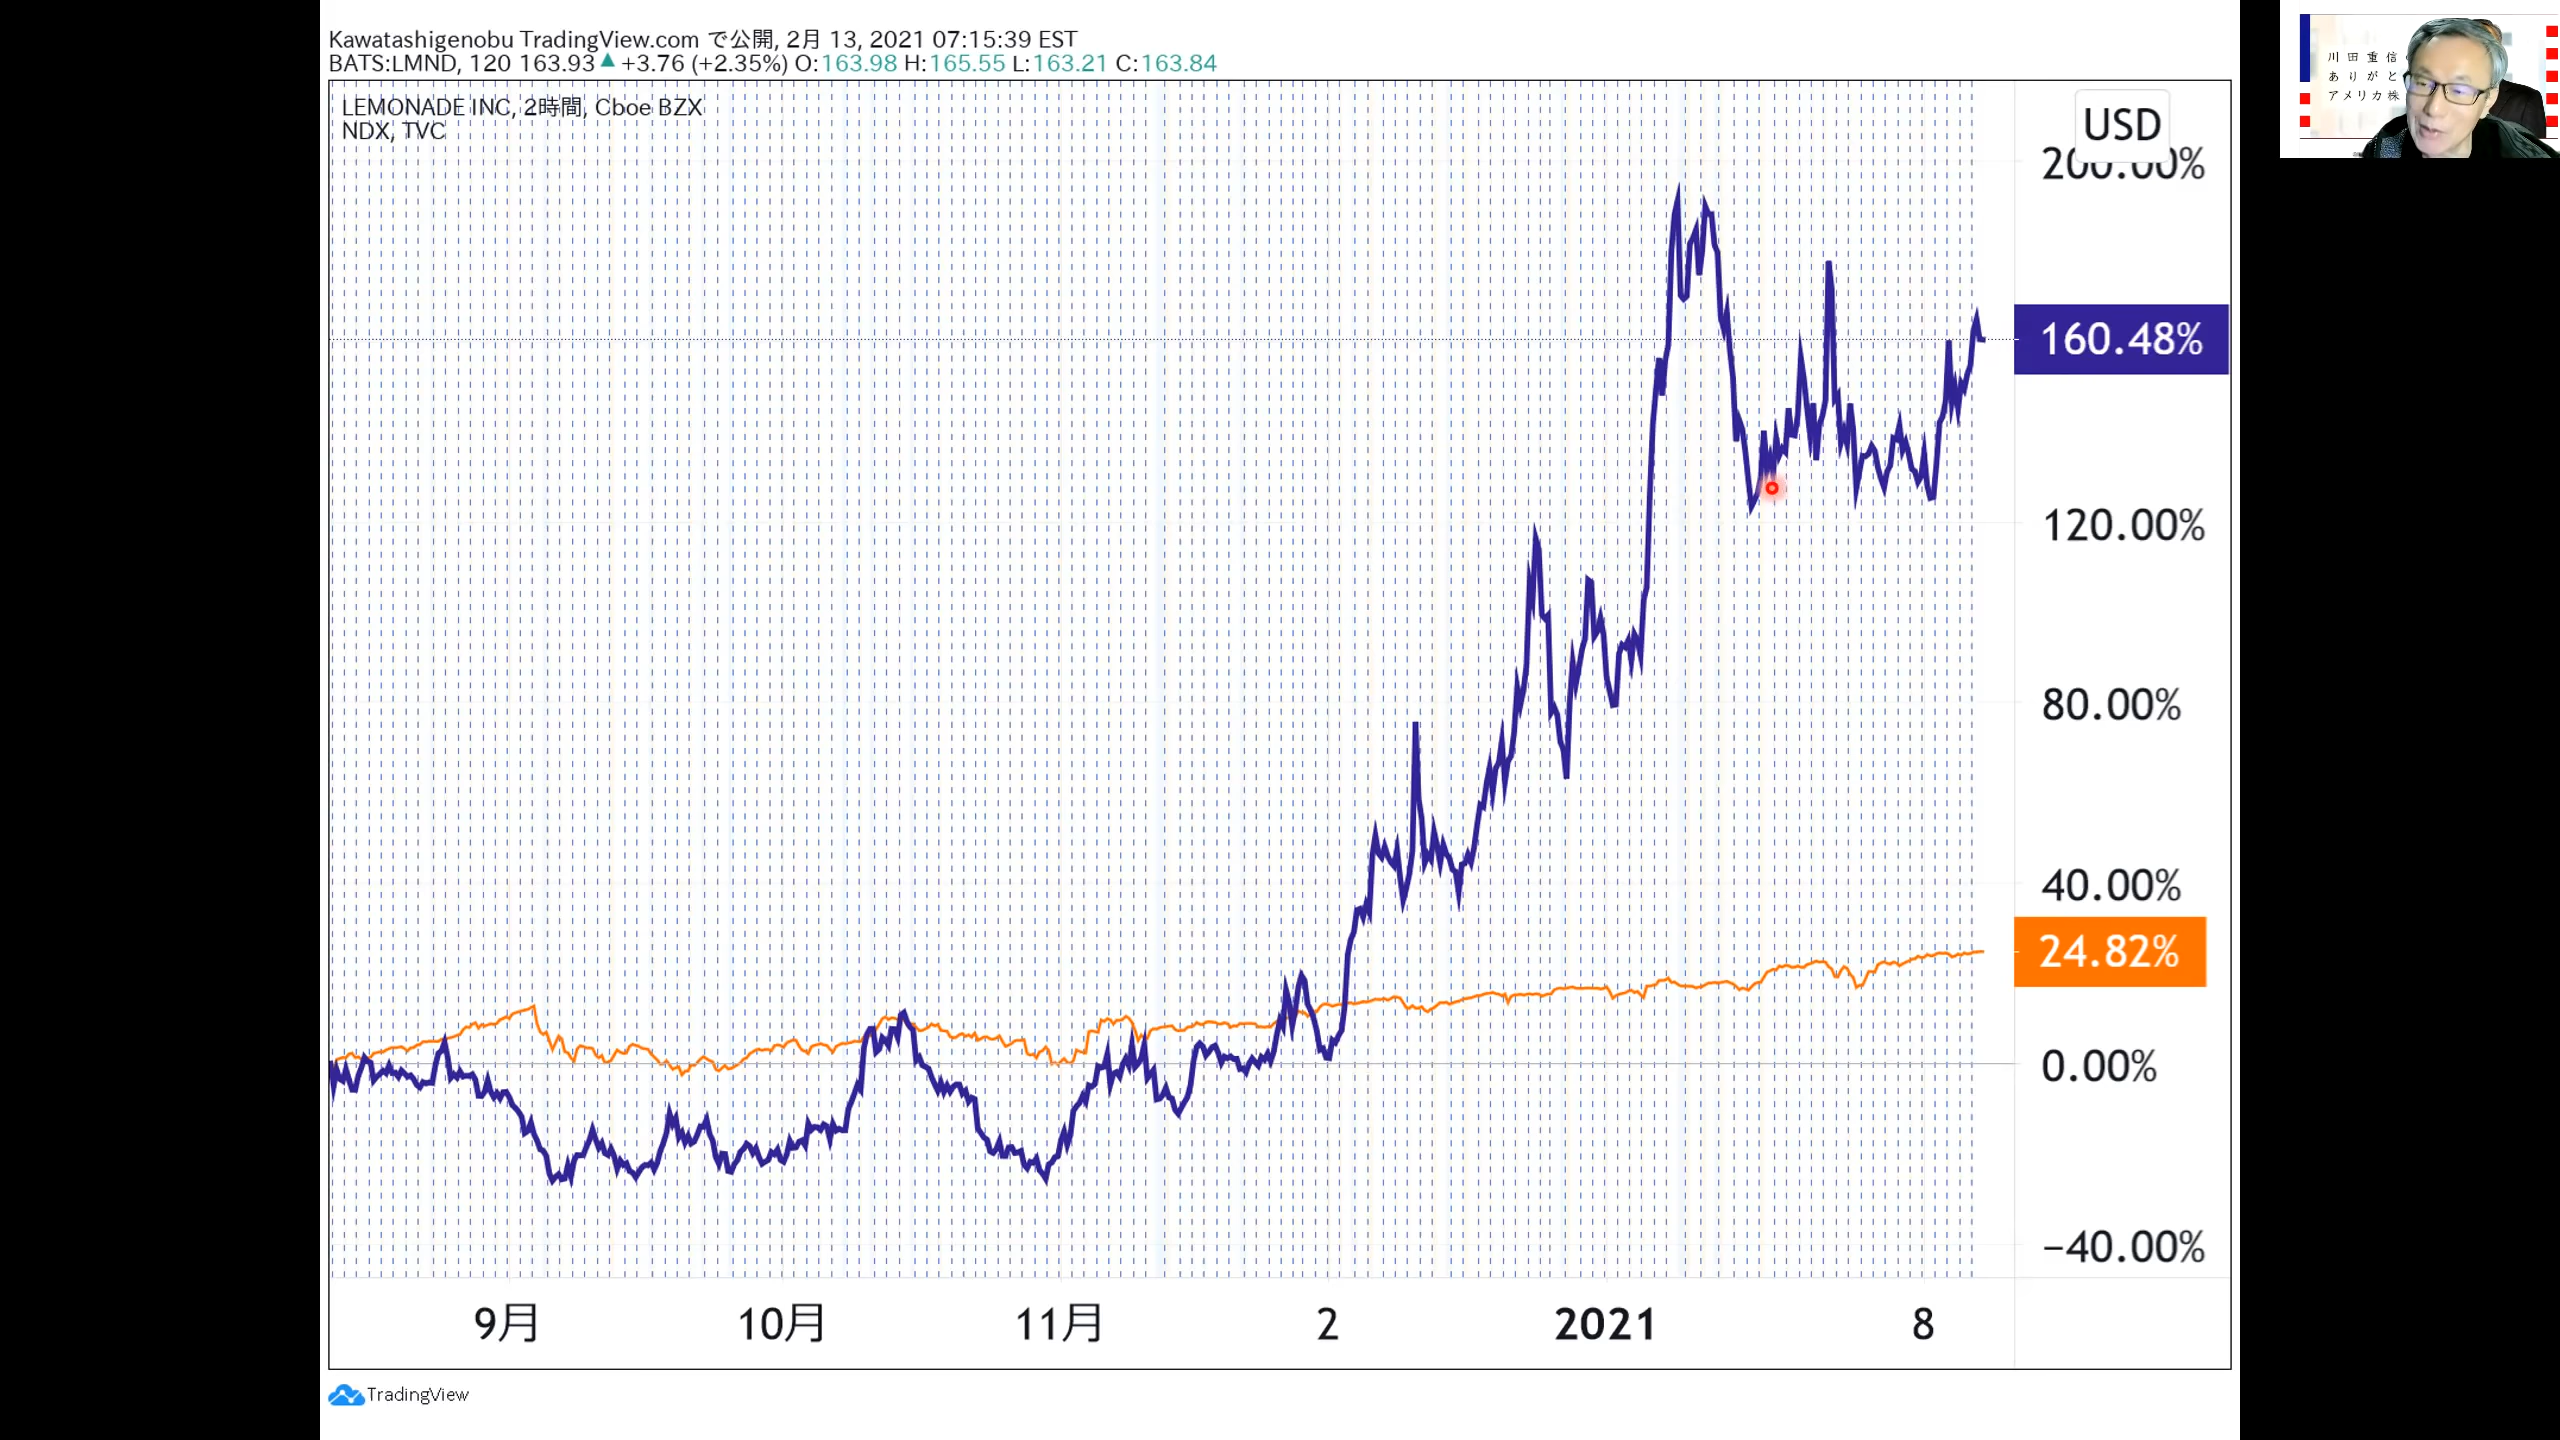 Kawatashigenobu TradingView.com で公開, 2月 13, 2021 07:15:39 EST
BATS:LMND, 120 163.93▲ +3.76 (+2.35%) O:163.98 H:165.55 L:163.21 C:163.84
LEMONADE INC, 2時間, Cboe BZX
NDX, TVC
USD
200.00%
160.48%
120.00%
80.00%
40.00%
24.82%
0.00%
−40.00%
9月 10月 11月 2 2021 8
TradingView
川田重信
ありがと
アメリカ株